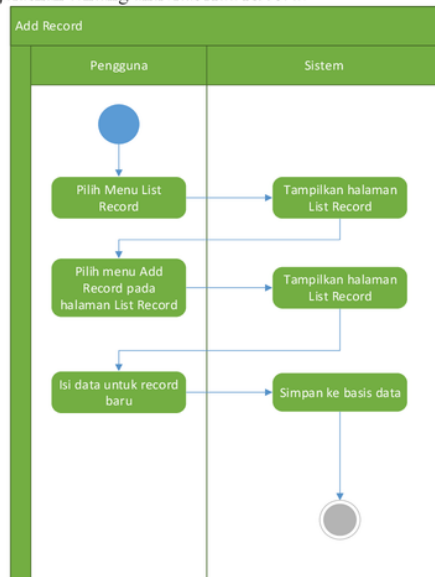 Add Record
Pengguna
Sistem
Pilih Menu List
Record
Tampilkan halaman
List Record
Pilih menu Add
Record pada
halaman List Record
Tampilkan halaman
List Record
Isi data untuk record
baru
Simpan ke basis data